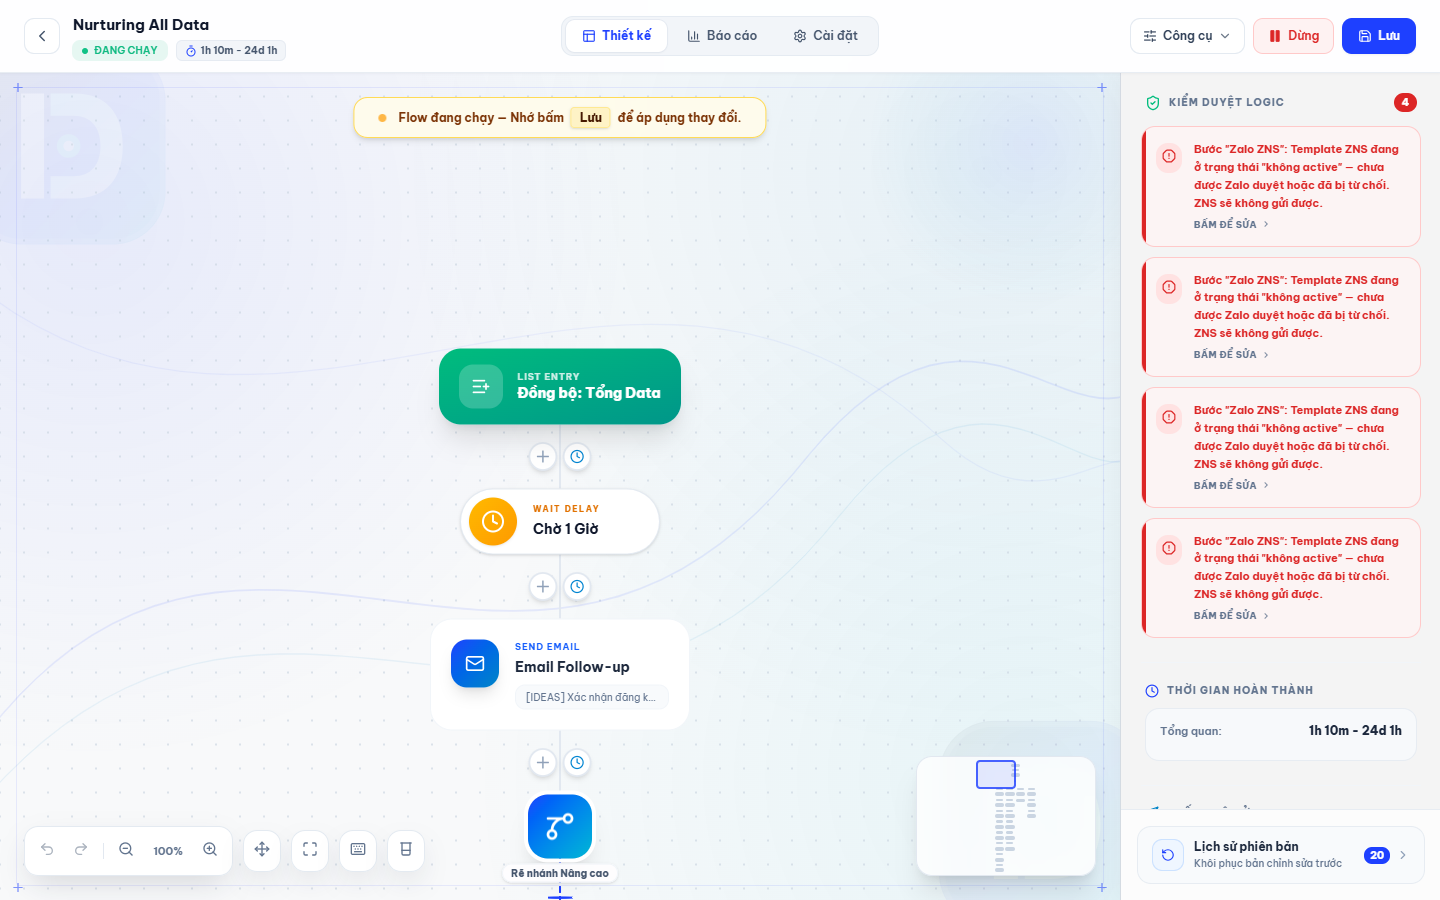 Nurturing All Data
ĐANG CHẠY
1h 10m - 24d 1h
Thiết kế
Báo cáo
Cài đặt
Công cụ
Dừng
Lưu
Flow đang chạy — Nhớ bấm Lưu để áp dụng thay đổi.
LIST ENTRY
Đồng bộ: Tổng Data
WAIT DELAY
Chờ 1 Giờ
SEND EMAIL
Email Follow-up
[IDEAS] Xác nhận đăng k...
Rẽ nhánh Nâng cao
100%
KIỂM DUYỆT LOGIC
4
Bước "Zalo ZNS": Template ZNS đang
ở trạng thái "không active" — chưa
được Zalo duyệt hoặc đã bị từ chối.
ZNS sẽ không gửi được.
BẤM ĐỂ SỬA
Bước "Zalo ZNS": Template ZNS đang
ở trạng thái "không active" — chưa
được Zalo duyệt hoặc đã bị từ chối.
ZNS sẽ không gửi được.
BẤM ĐỂ SỬA
Bước "Zalo ZNS": Template ZNS đang
ở trạng thái "không active" — chưa
được Zalo duyệt hoặc đã bị từ chối.
ZNS sẽ không gửi được.
BẤM ĐỂ SỬA
Bước "Zalo ZNS": Template ZNS đang
ở trạng thái "không active" — chưa
được Zalo duyệt hoặc đã bị từ chối.
ZNS sẽ không gửi được.
BẤM ĐỂ SỬA
THỜI GIAN HOÀN THÀNH
Tổng quan:
1h 10m - 24d 1h
Lịch sử phiên bản
Khôi phục bản chỉnh sửa trước
20